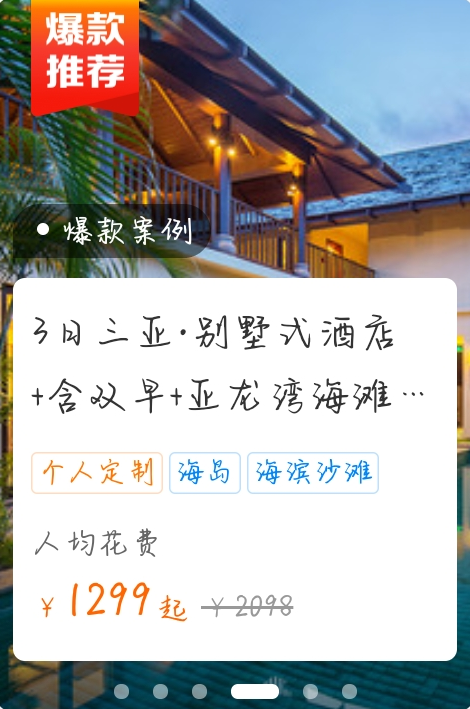 爆款
推荐
爆款案例
3日三亚·别墅式酒店
+含双早+亚龙湾海滩…
个人定制 海岛 海滨沙滩
人均花费
¥1299起 ¥2098